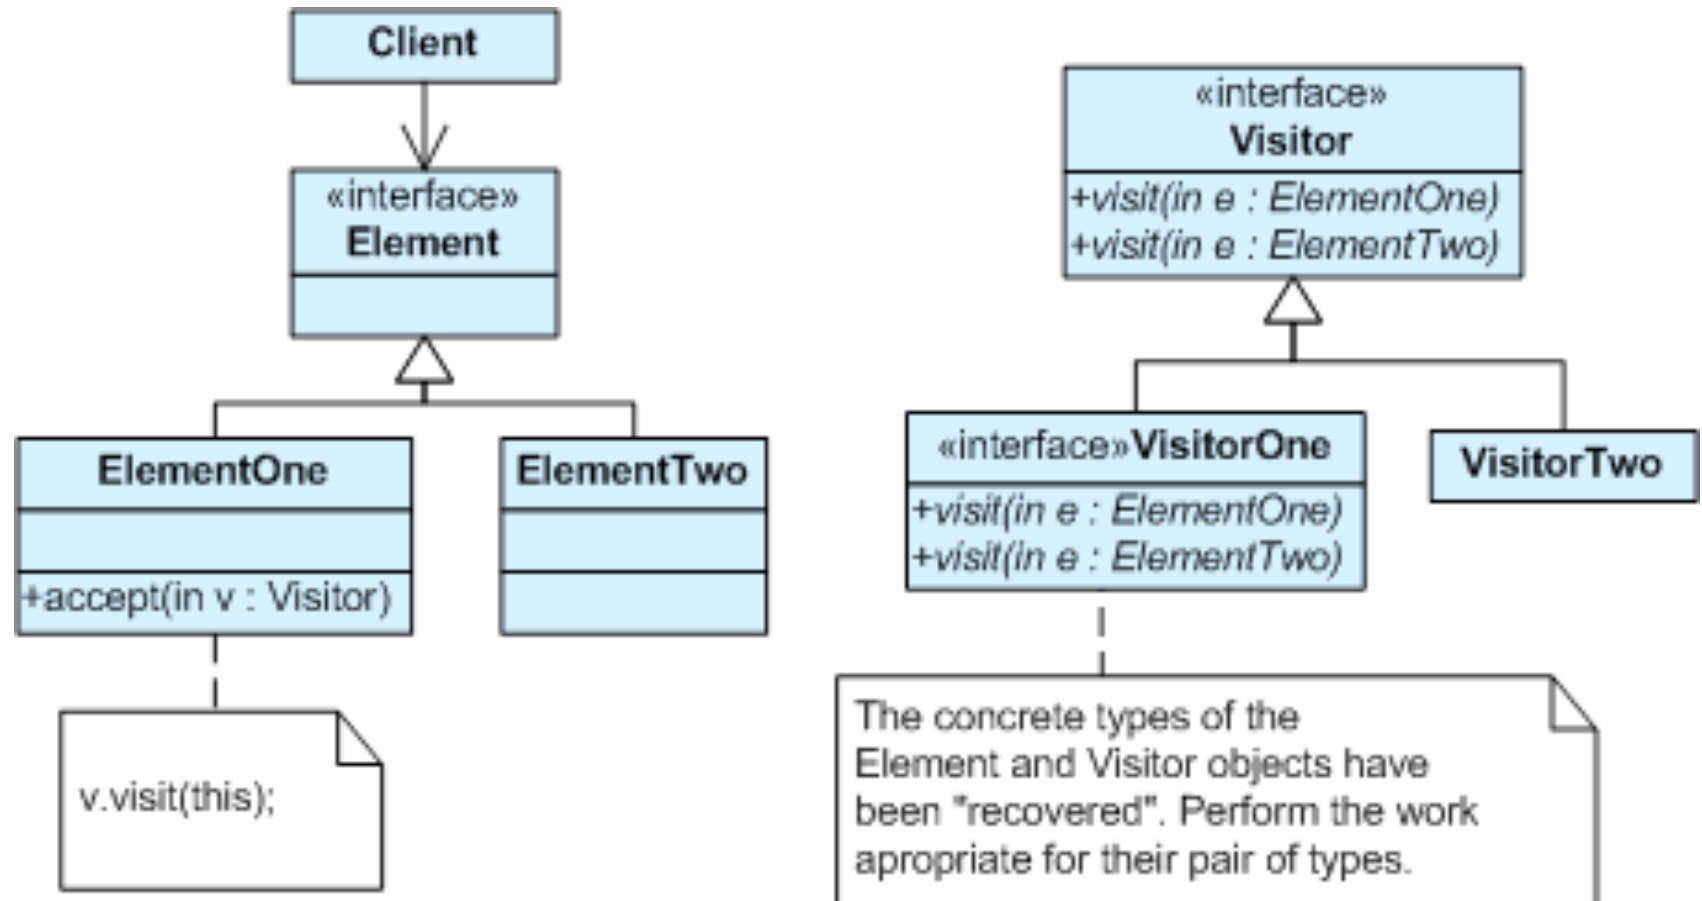 Client
«interface»
Element
ElementOne
+accept(in v : Visitor)
v.visit(this);
ElementTwo
«interface»
Visitor
+visit(in e : ElementOne)
+visit(in e : ElementTwo)
«interface»VisitorOne
+visit(in e : ElementOne)
+visit(in e : ElementTwo)
VisitorTwo
The concrete types of the
Element and Visitor objects have
been "recovered". Perform the work
apropriate for their pair of types.